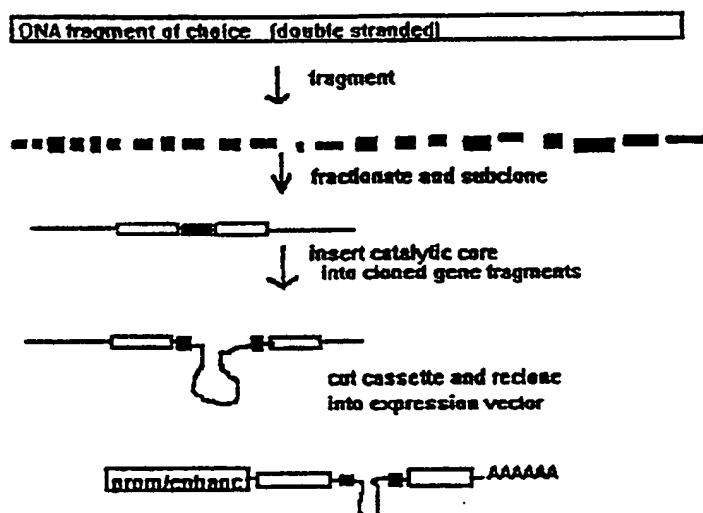 DNA fragment of choice (double stranded)
fragment
fractionate and subclone
insert catalytic core
into cloned gene fragments
cut cassette and reclone
into expression vector
prom/enhanc
AAAAAA